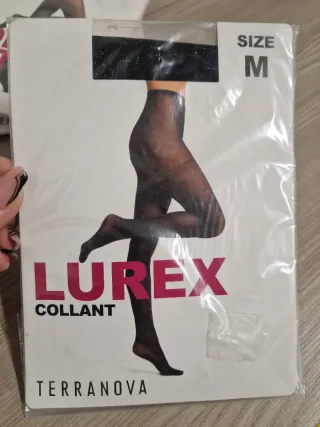 SIZE
M
LUREX
COLLANT
TERRANOVA